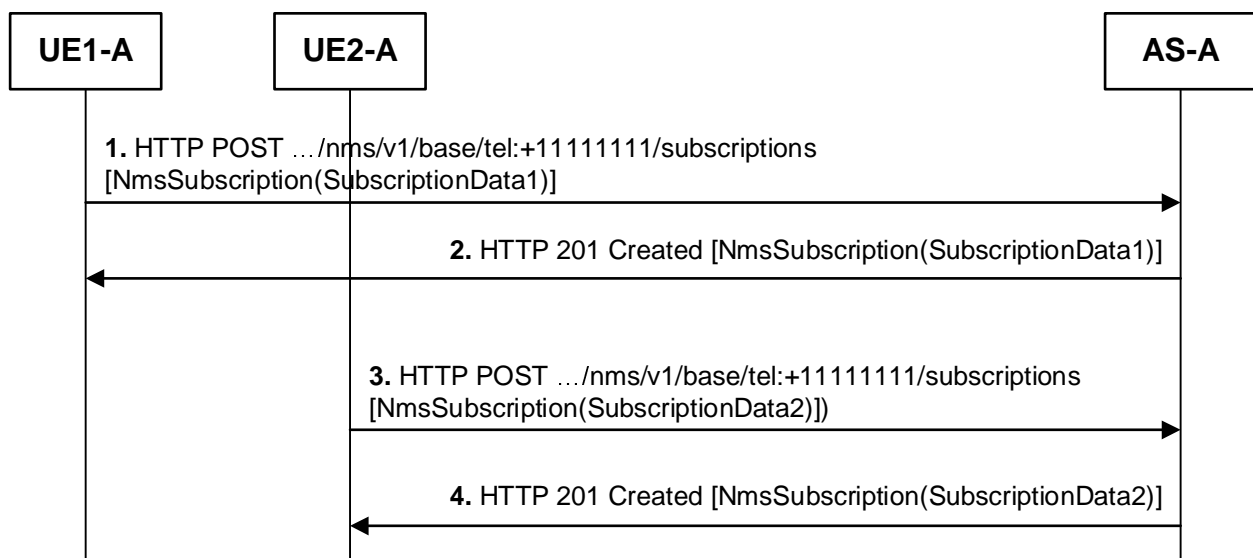 UE1-A
UE2-A
AS-A
1. HTTP POST .../nms/v1/base/tel:+11111111/subscriptions
[NmsSubscription(SubscriptionData1)]
2. HTTP 201 Created [NmsSubscription(SubscriptionData1)]
3. HTTP POST .../nms/v1/base/tel:+11111111/subscriptions
[NmsSubscription(SubscriptionData2)])
4. HTTP 201 Created [NmsSubscription(SubscriptionData2)]